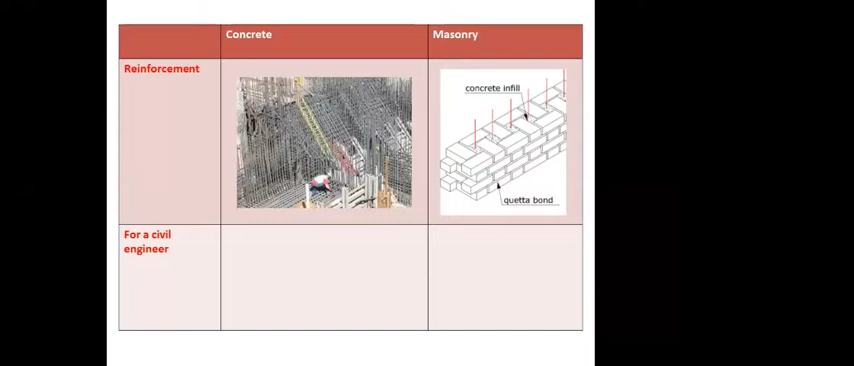 Concrete
Masonry
Reinforcement
concrete infill
quetta bond
For a civil
engineer